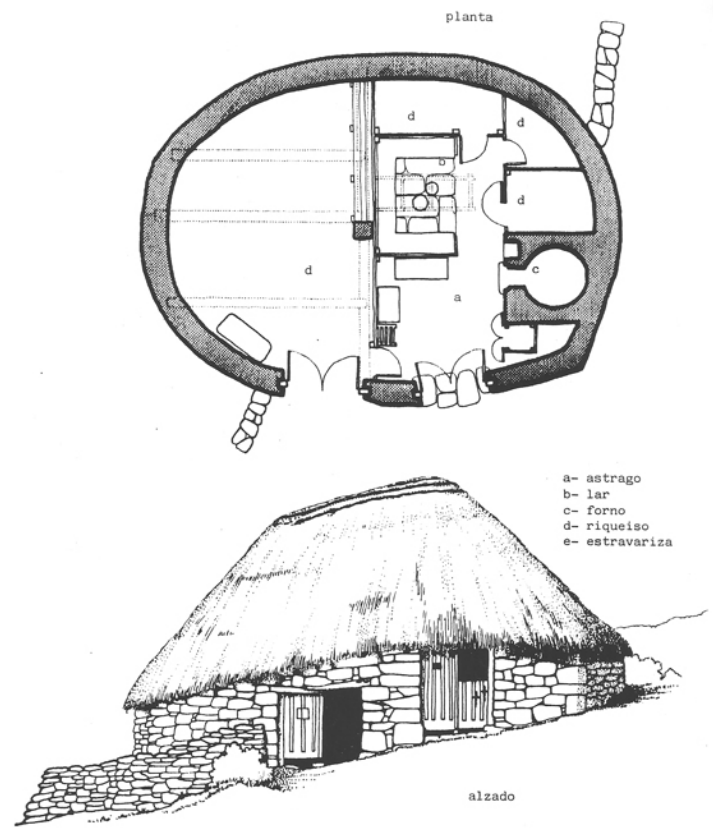 planta
d
d
d
c
d
a
a- astrago
b- lar
c- forno
d- riqueiso
e- estravariza
alzado